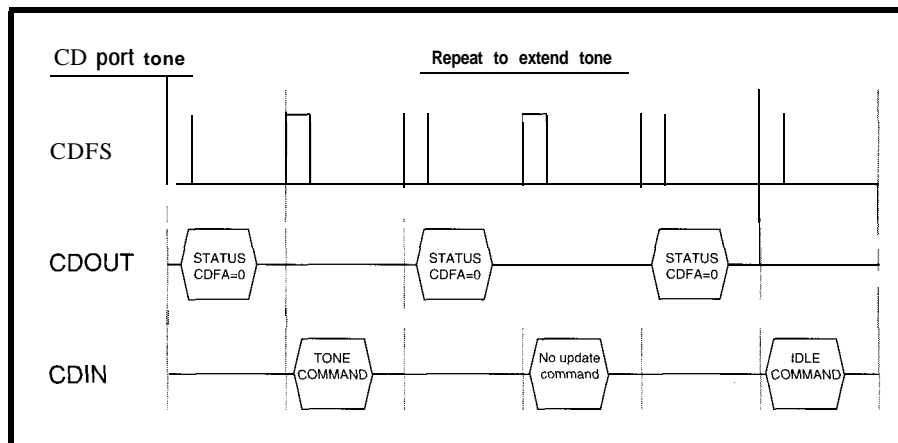 CD port tone
Repeat to extend tone
CDFS
CDOUT
STATUS
CDFA=0
STATUS
CDFA=0
STATUS
CDFA=0
CDIN
TONE
COMMAND
No update
command
IDLE
COMMAND